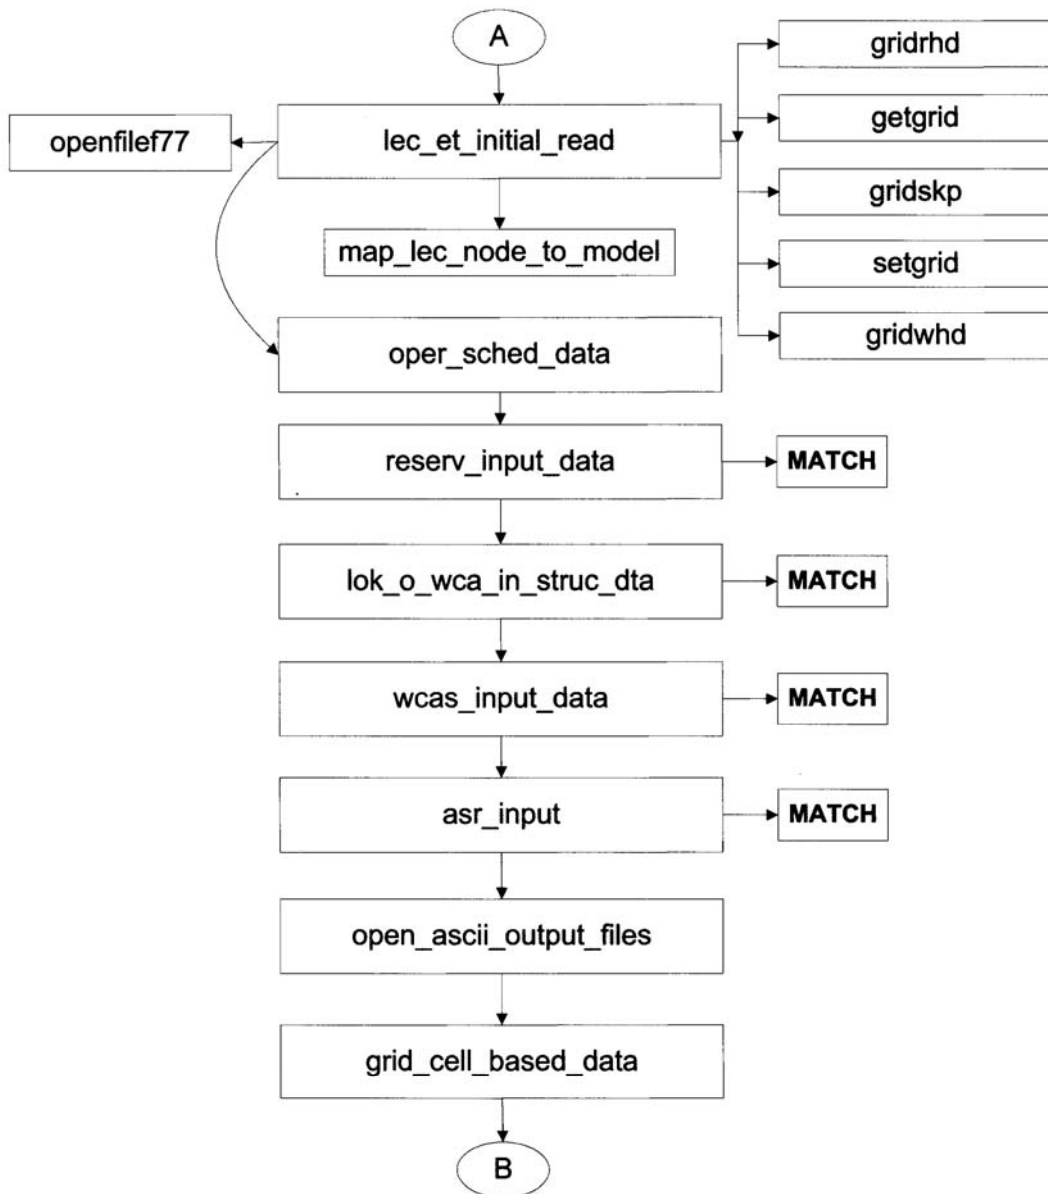 A
gridrhd
openfilef77
lec_et_initial_read
getgrid
gridskp
map_lec_node_to_model
setgrid
oper_sched_data
gridwhd
reserv_input_data
MATCH
lok_o_wca_in_struc_dta
MATCH
wcas_input_data
MATCH
asr_input
MATCH
open_ascii_output_files
grid_cell_based_data
B